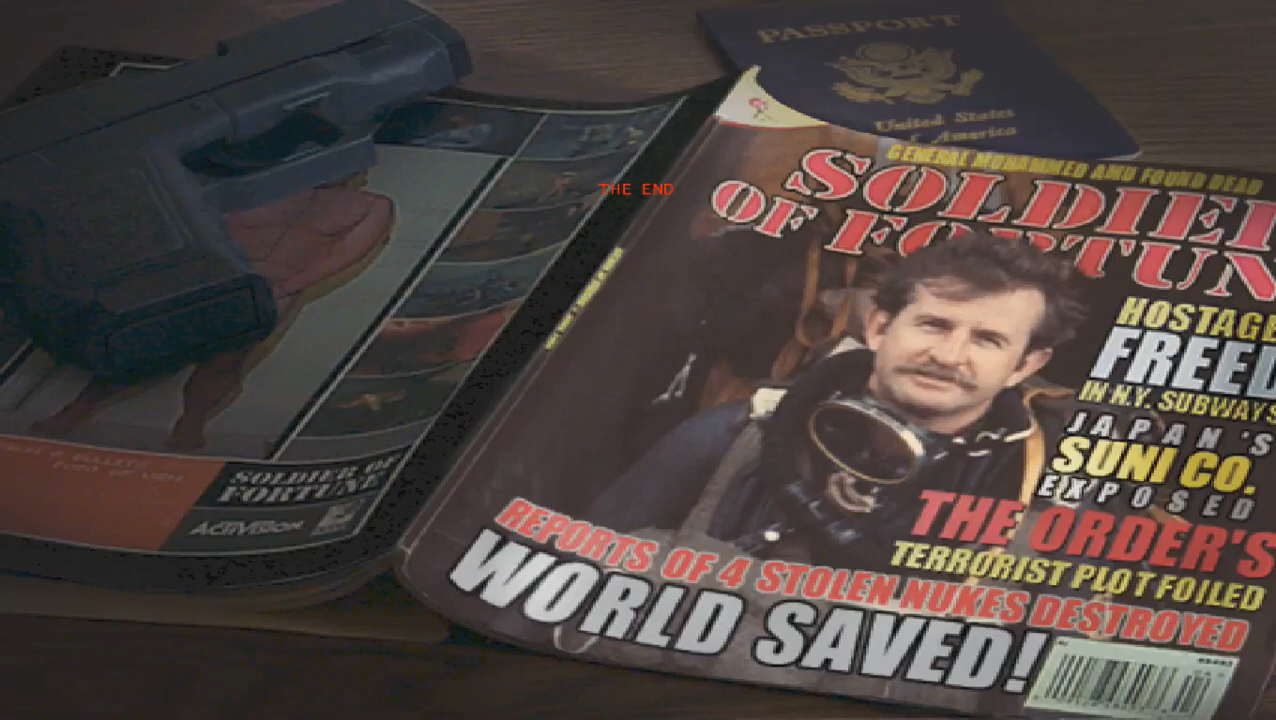 PASSPORT
United States
of America
THE END
GENERAL MOHAMMED AMU FOUND DEAD
SOLDIER
OF FORTUN
HOSTAGE
FREED
IN N.Y. SUBWAYS
JAPAN'S
SUNI CO.
EXPOSED
THE ORDER'S
TERRORIST PLOT FOILED
REPORTS OF 4 STOLEN NUKES DESTROYED
WORLD SAVED!
SOLDIER OF
FORTUNE
ACTIVISION